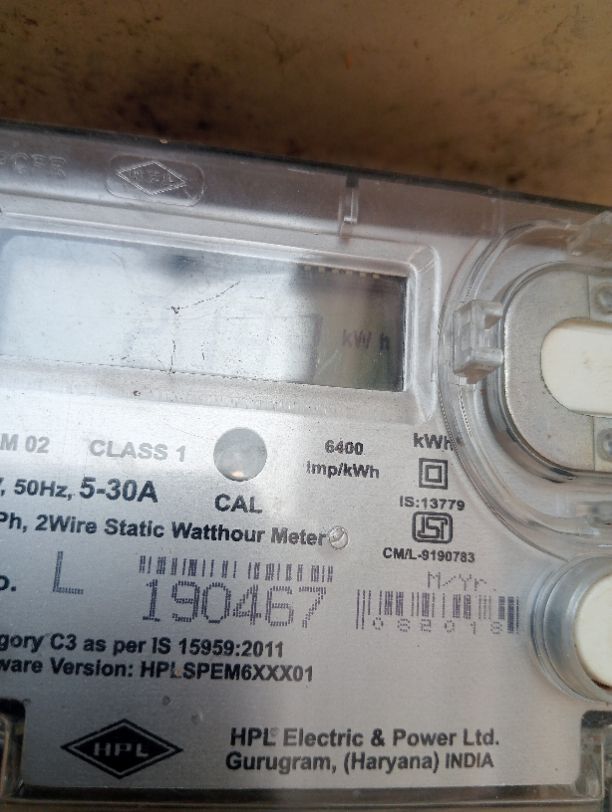 HPL
kWh
M 02 CLASS 1
6400
Imp/kWh
kWh
, 50Hz, 5-30A
CAL
IS:13779
ISI
Ph, 2Wire Static Watthour Meter
CM/L-9190783
o. L 190467
M/Yr.
082018
gory C3 as per IS 15959:2011
ware Version: HPLSPEM6XXX01
HPL
HPL Electric & Power Ltd.
Gurugram, (Haryana) INDIA